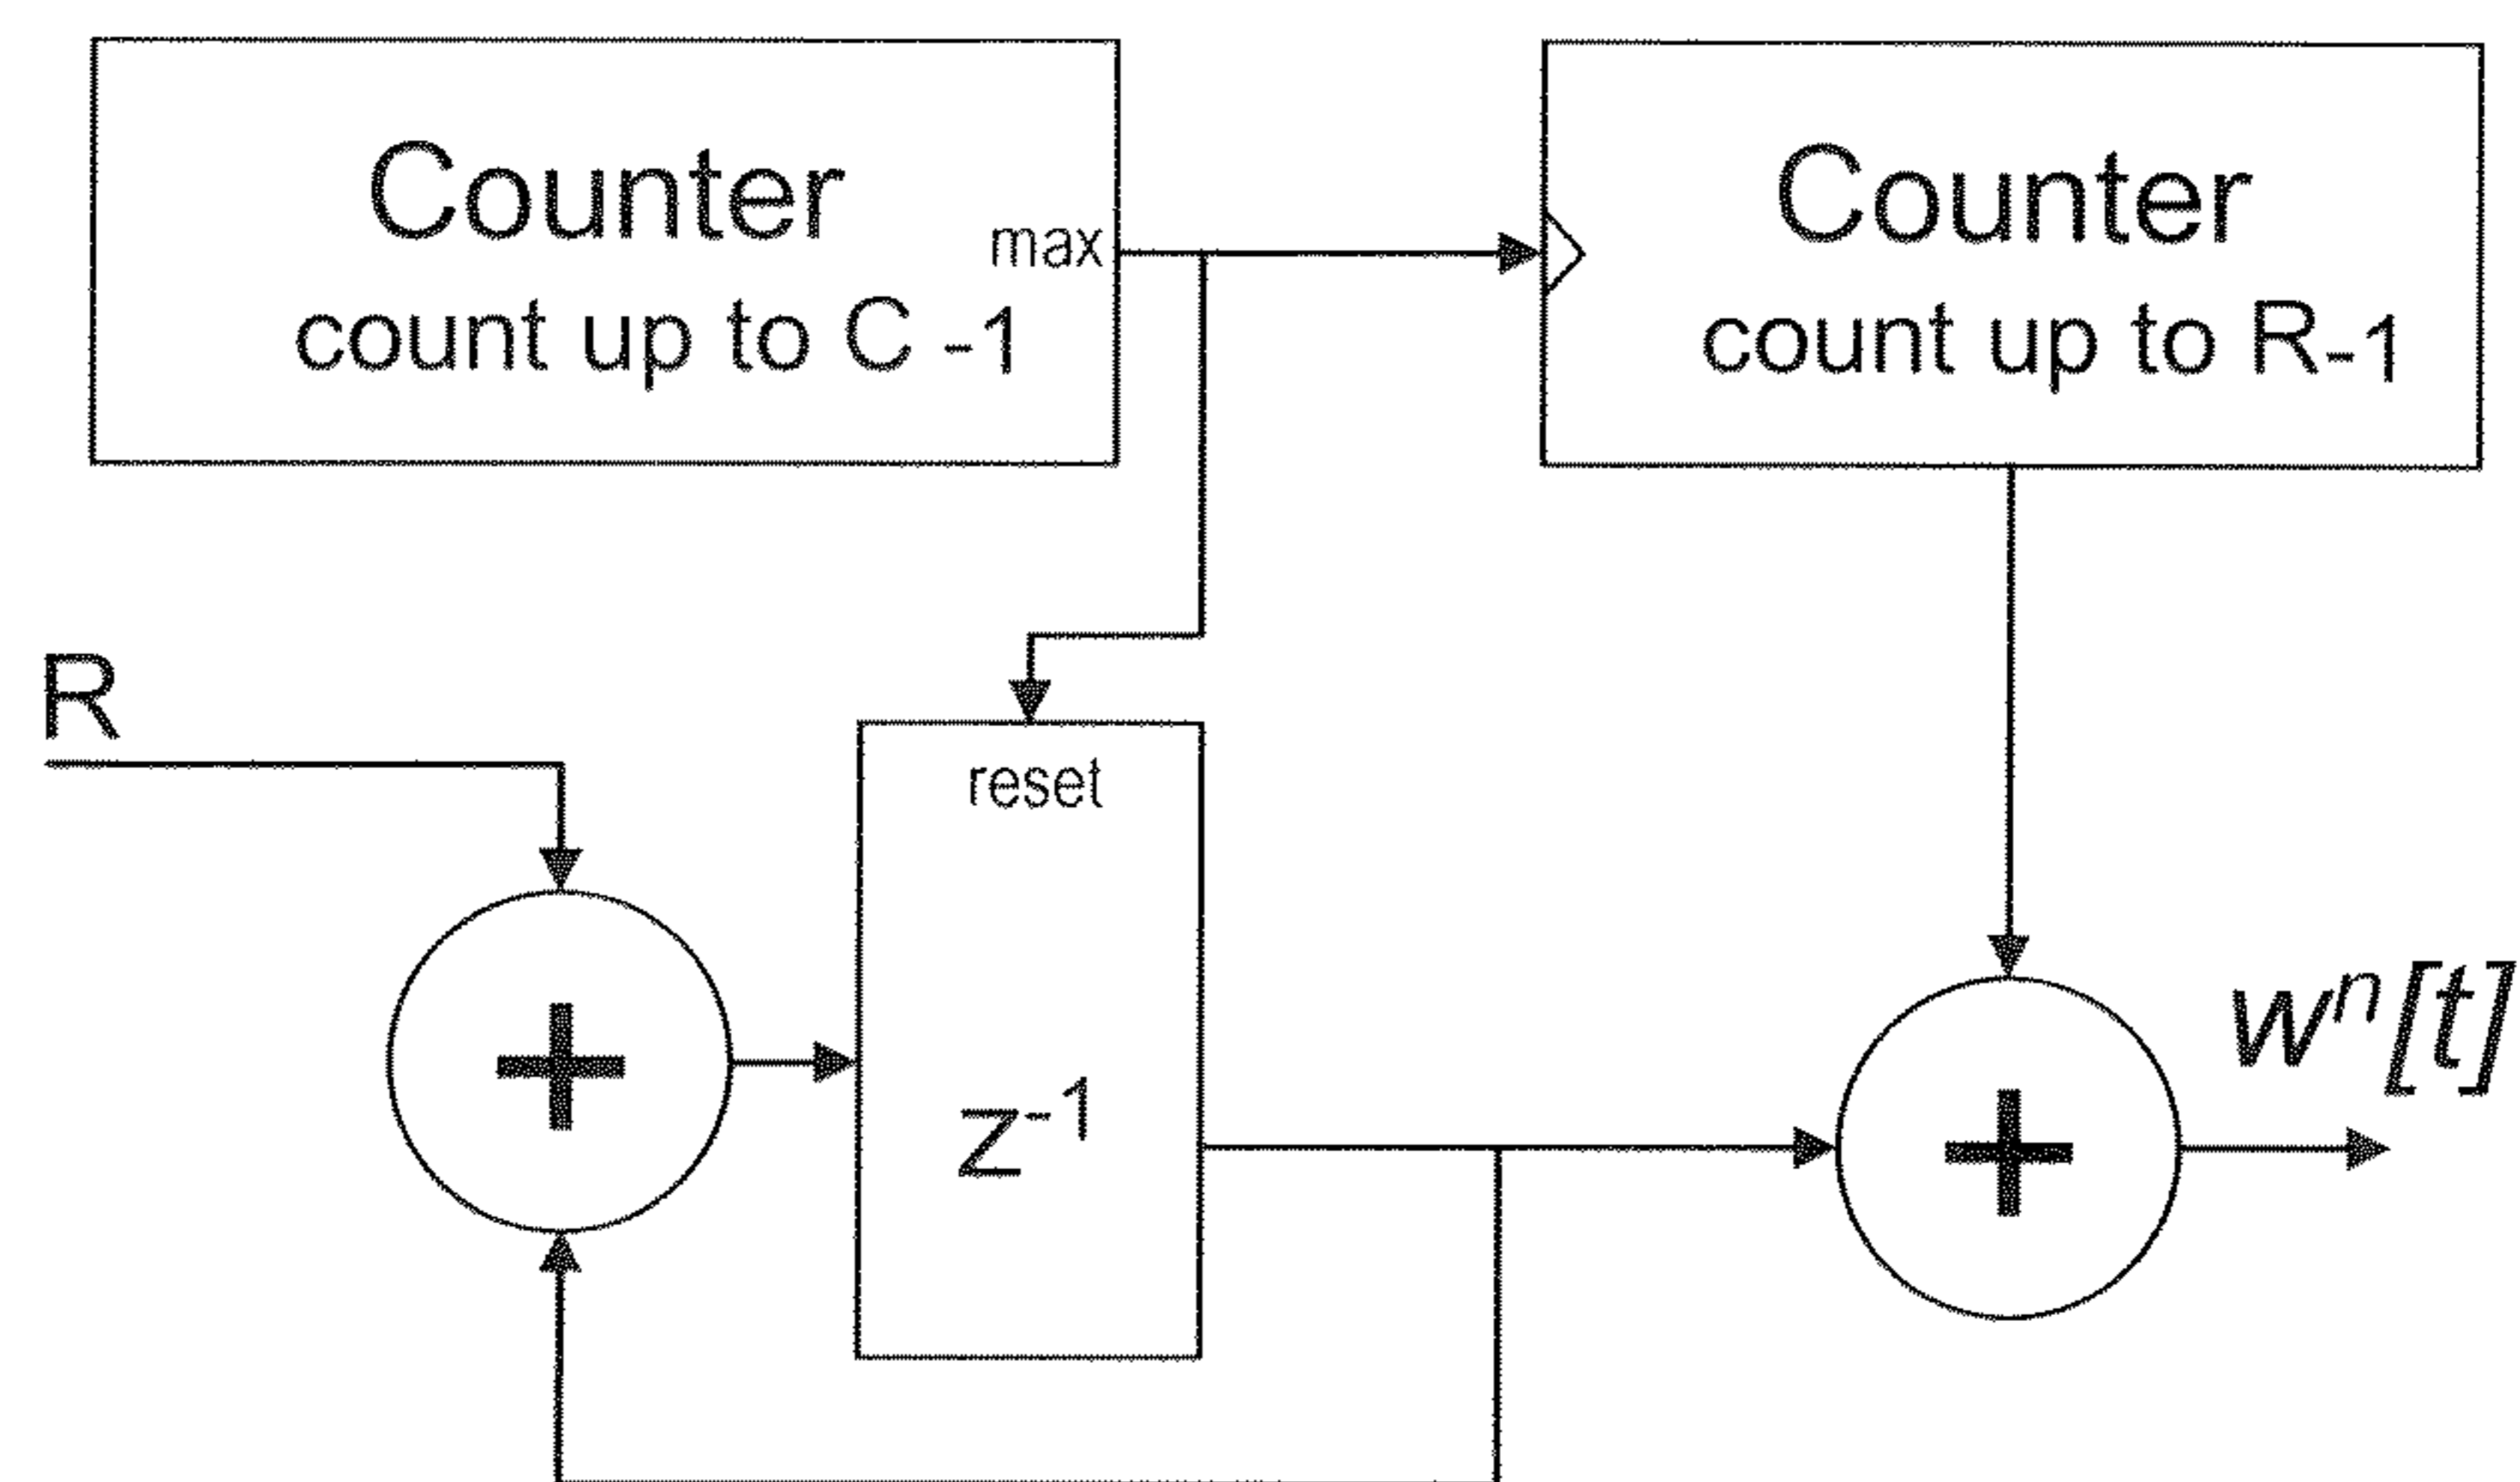 Counter
max
count up to C -1
Counter
count up to R-1
R
reset
+
z⁻¹
+
wⁿ[t]